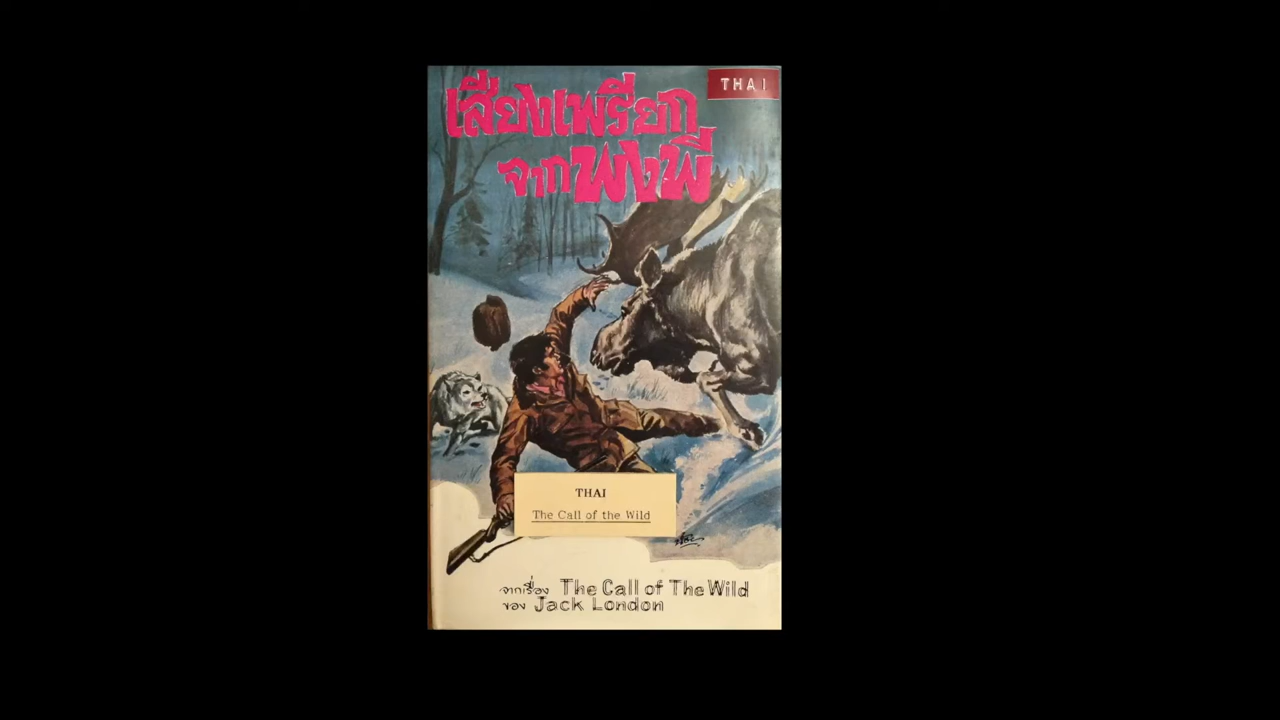 THAI
เสียงเพรียก
จากพงพี
THAI
The Call of the Wild
จากเรื่อง The Call of The Wild
ของ Jack London